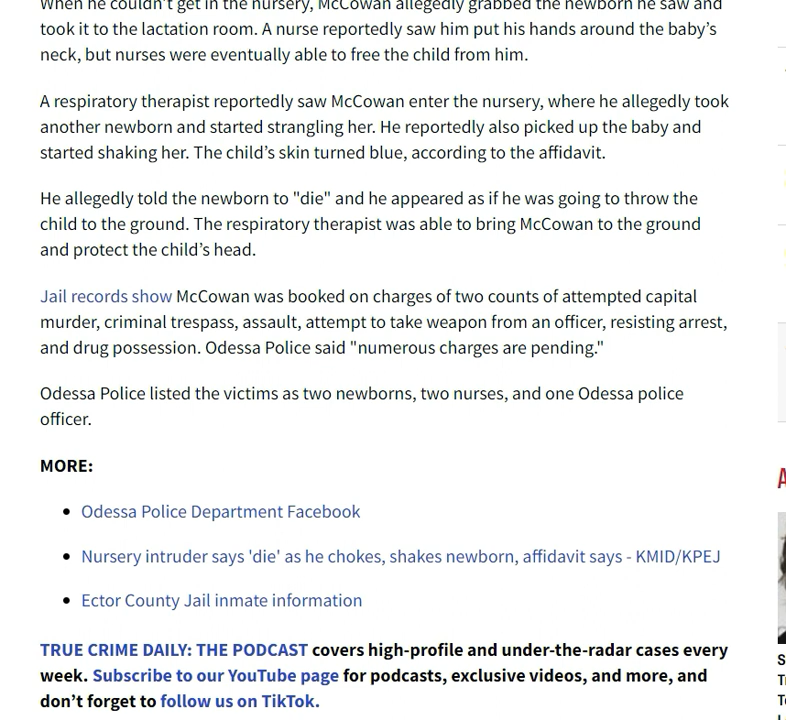 When he couldn't get in the nursery, McCowan allegedly grabbed the newborn he saw and
took it to the lactation room. A nurse reportedly saw him put his hands around the baby's
neck, but nurses were eventually able to free the child from him.
A respiratory therapist reportedly saw McCowan enter the nursery, where he allegedly took
another newborn and started strangling her. He reportedly also picked up the baby and
started shaking her. The child's skin turned blue, according to the affidavit.
He allegedly told the newborn to "die" and he appeared as if he was going to throw the
child to the ground. The respiratory therapist was able to bring McCowan to the ground
and protect the child's head.
Jail records show McCowan was booked on charges of two counts of attempted capital
murder, criminal trespass, assault, attempt to take weapon from an officer, resisting arrest,
and drug possession. Odessa Police said "numerous charges are pending."
Odessa Police listed the victims as two newborns, two nurses, and one Odessa police
officer.
MORE:
Odessa Police Department Facebook
Nursery intruder says 'die' as he chokes, shakes newborn, affidavit says - KMID/KPEJ
Ector County Jail inmate information
TRUE CRIME DAILY: THE PODCAST covers high-profile and under-the-radar cases every
week. Subscribe to our YouTube page for podcasts, exclusive videos, and more, and
don't forget to follow us on TikTok.